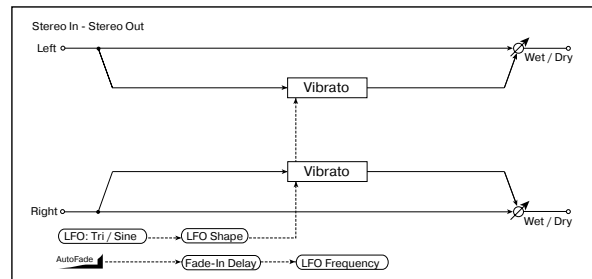 Stereo In - Stereo Out
Left
Wet / Dry
Vibrato
Vibrato
Right
Wet / Dry
LFO: Tri / Sine
LFO Shape
AutoFade
Fade-In Delay
LFO Frequency